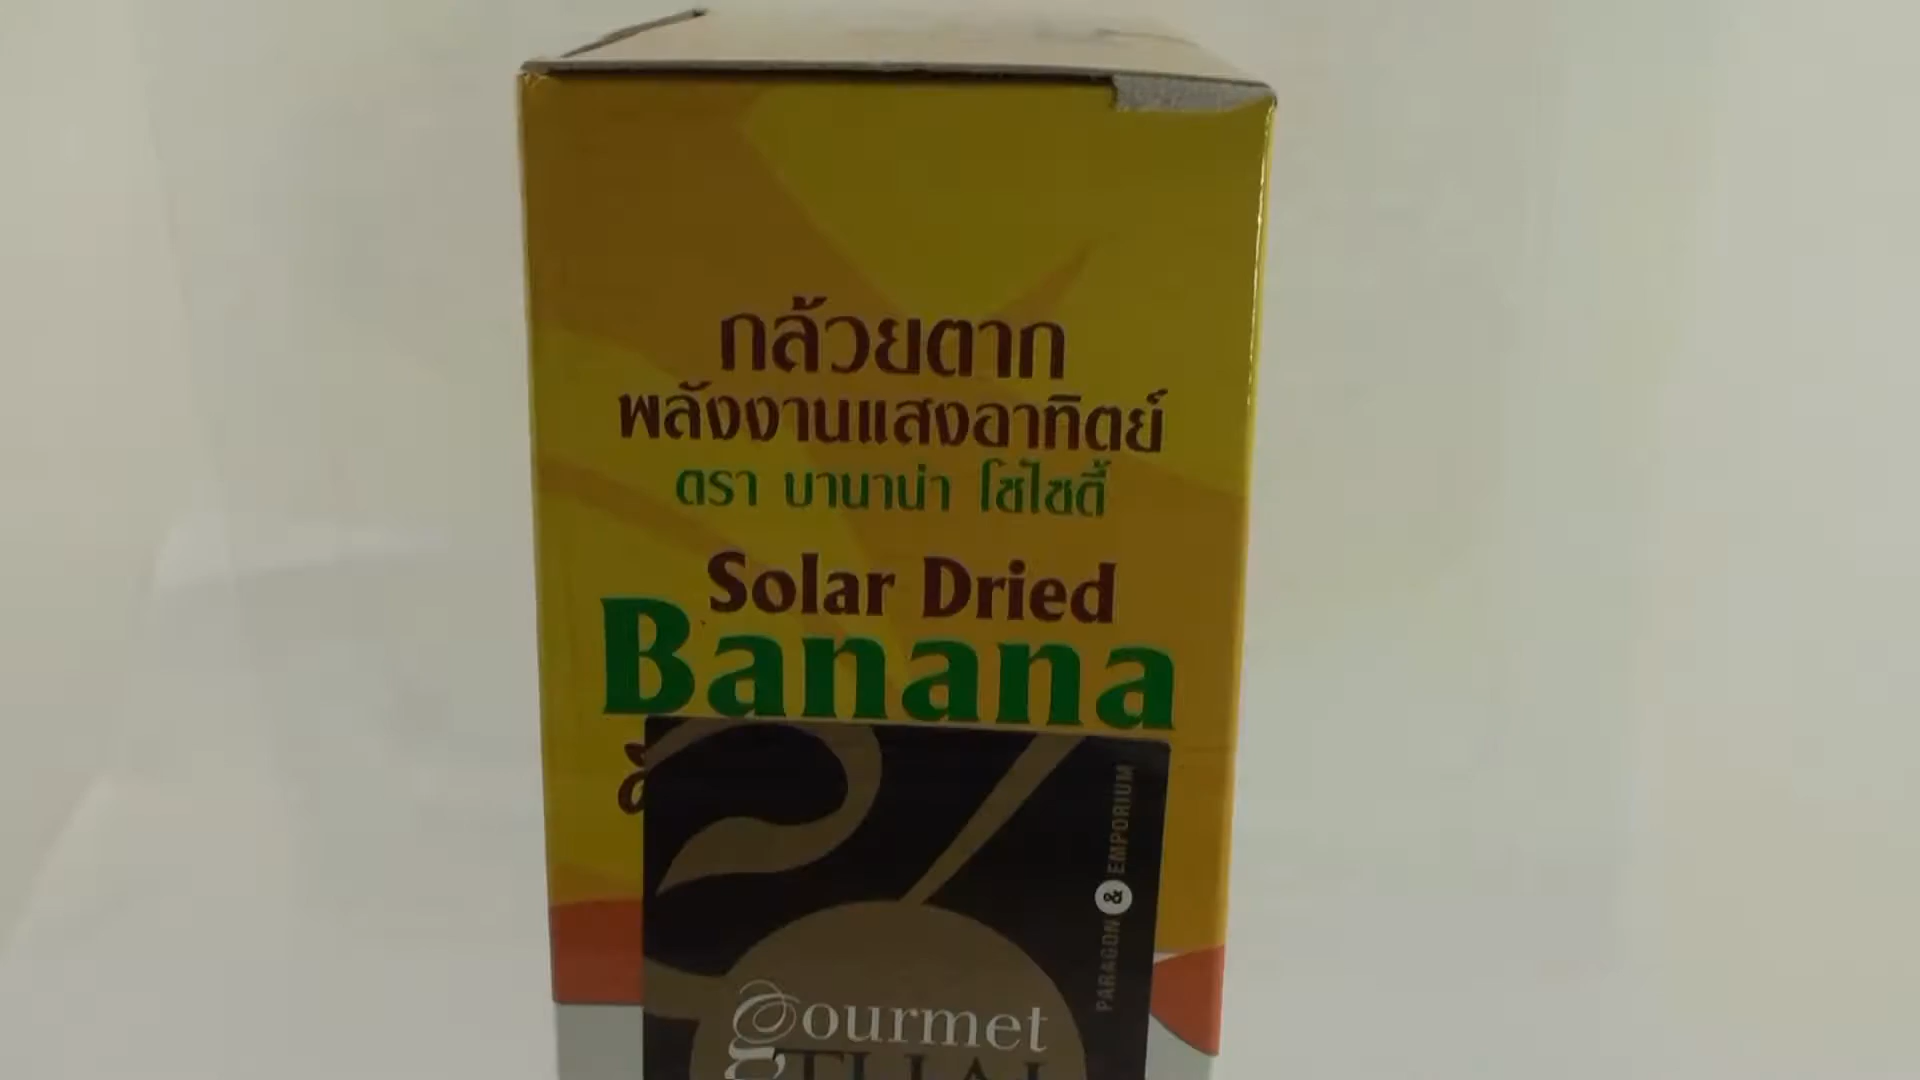 กล้วยตาก
พลังงานแสงอาทิตย์
ตรา บานาน่า โซไซตี้
Solar Dried
Banana
PARAGON & EMPORIUM
gourmet
THAI